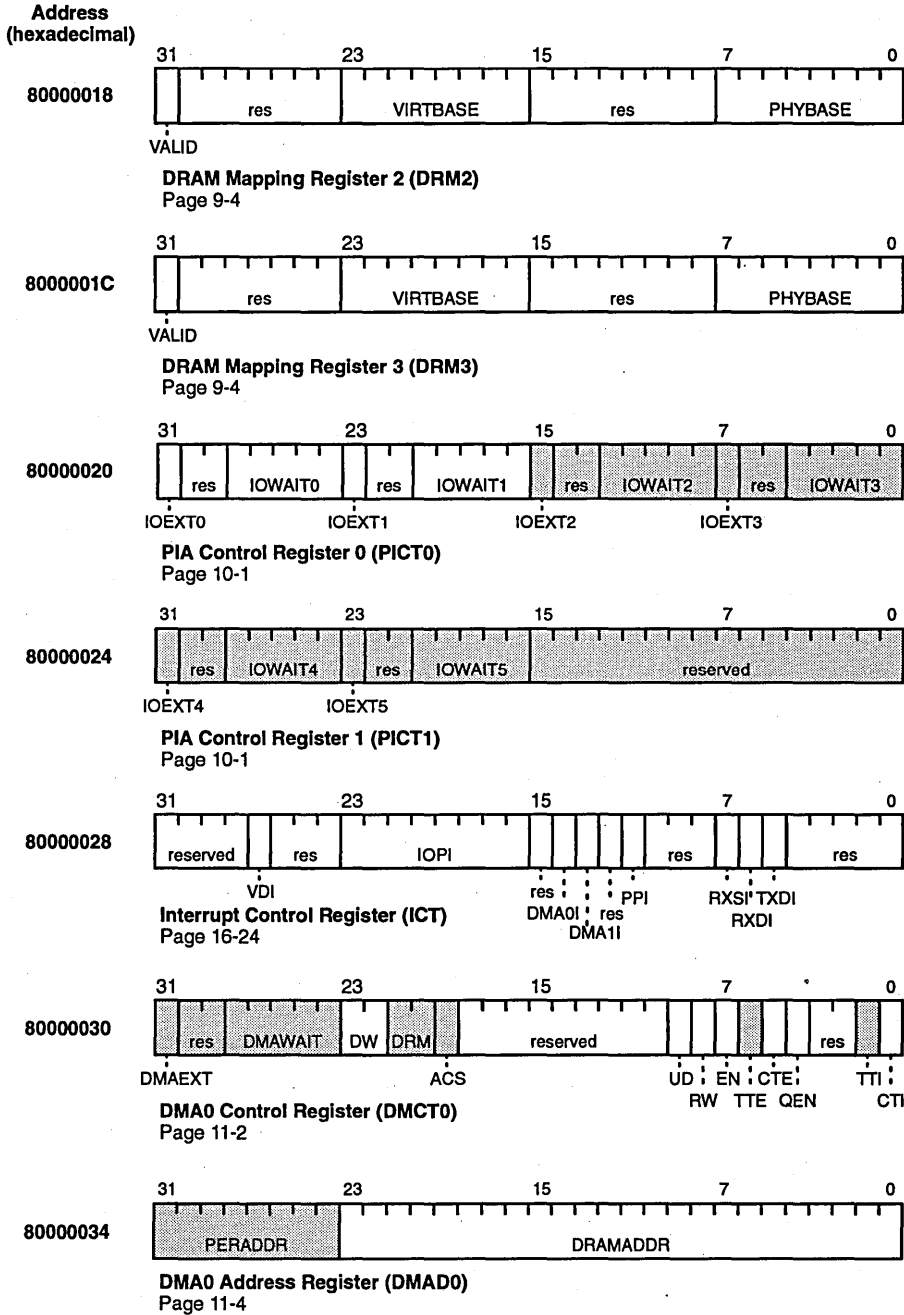 Address
(hexadecimal)
31 23 15 7 0
80000018
res VIRTBASE res PHYBASE
VALID
DRAM Mapping Register 2 (DRM2)
Page 9-4
31 23 15 7 0
8000001C
res VIRTBASE res PHYBASE
VALID
DRAM Mapping Register 3 (DRM3)
Page 9-4
31 23 15 7 0
80000020
res IOWAIT0 res IOWAIT1 res IOWAIT2 res IOWAIT3
IOEXT0 IOEXT1 IOEXT2 IOEXT3
PIA Control Register 0 (PICT0)
Page 10-1
31 23 15 7 0
80000024
res IOWAIT4 res IOWAIT5 reserved
IOEXT4 IOEXT5
PIA Control Register 1 (PICT1)
Page 10-1
31 23 15 7 0
80000028
reserved res IOPI res res
VDI res PPI RXSI TXDI
DMA0I res RXDI
DMA1I
Interrupt Control Register (ICT)
Page 16-24
31 23 15 7 0
80000030
res DMAWAIT DW DRM reserved res
DMAEXT ACS UD EN CTE TTI
RW TTE QEN CTI
DMA0 Control Register (DMCT0)
Page 11-2
31 23 15 7 0
80000034
PERADDR DRAMADDR
DMA0 Address Register (DMAD0)
Page 11-4